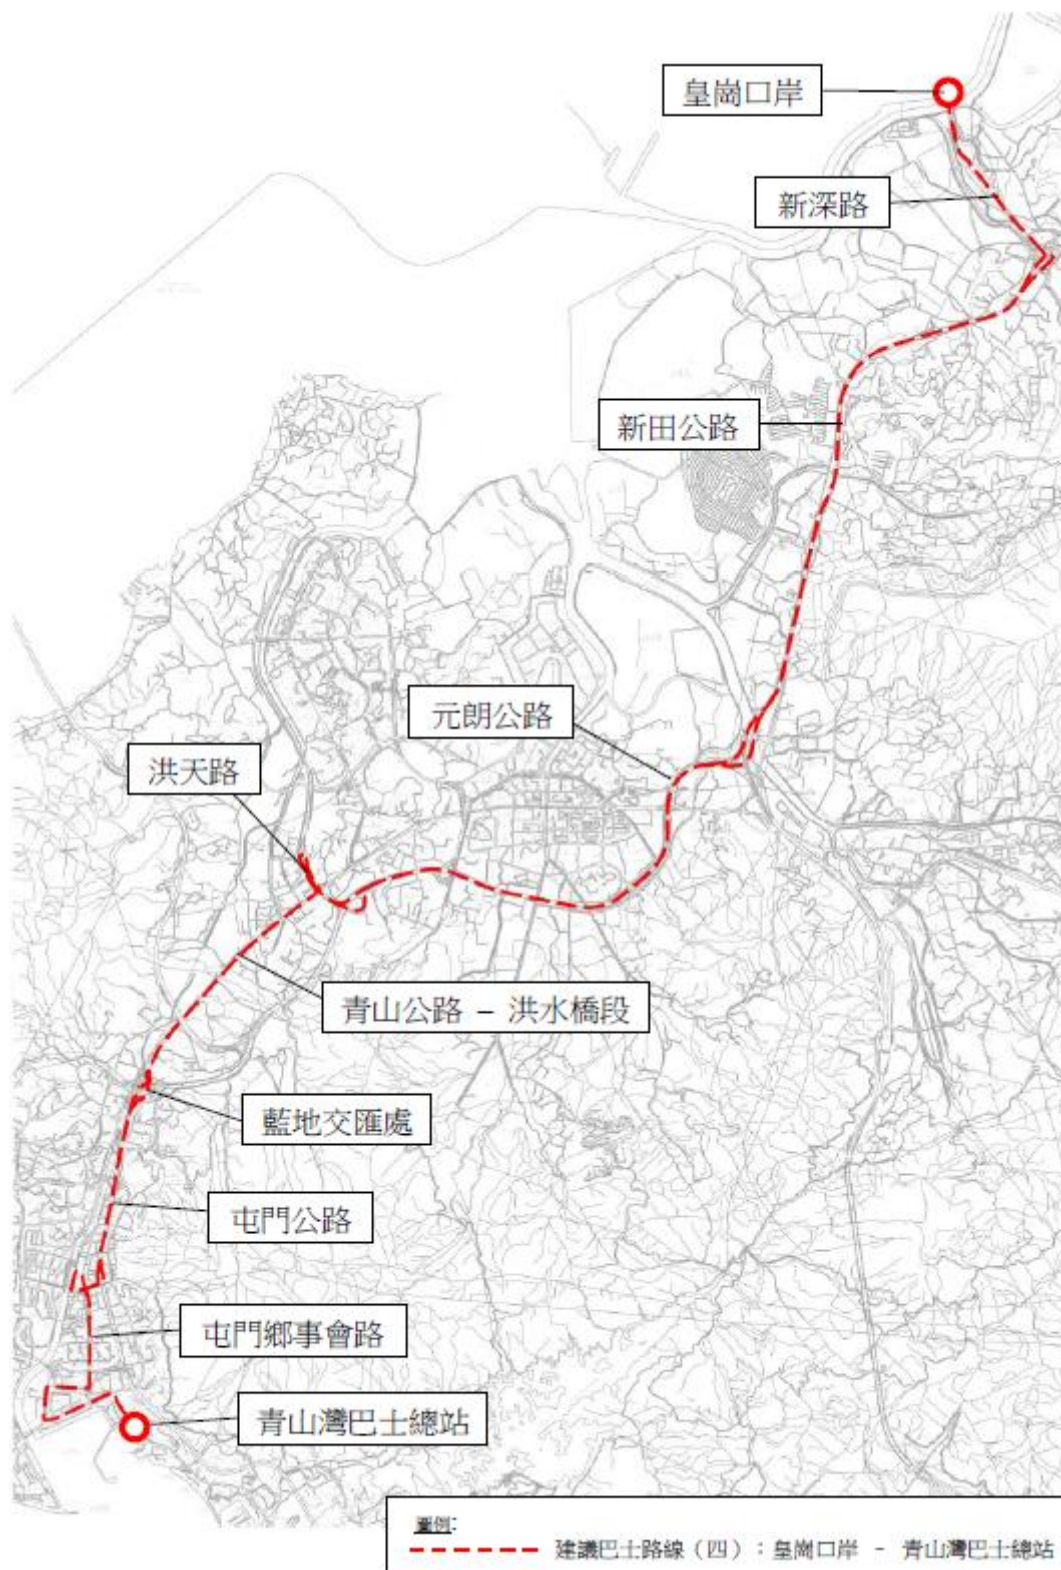 皇崗口岸
新深路
新田公路
元朗公路
洪天路
青山公路 – 洪水橋段
藍地交匯處
屯門公路
屯門鄉事會路
青山灣巴士總站
圖例:
建議巴士路線（四）：皇崗口岸 - 青山灣巴士總站